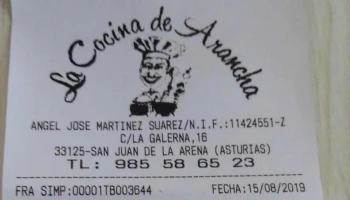 La Cocina de Arancha
ANGEL JOSE MARTINEZ SUAREZ/N.I.F.:11424551-Z
C/LA GALERNA,16
33125-SAN JUAN DE LA ARENA (ASTURIAS)
TL: 985 58 65 23
FRA SIMP:00001TB003644 FECHA:15/08/2019